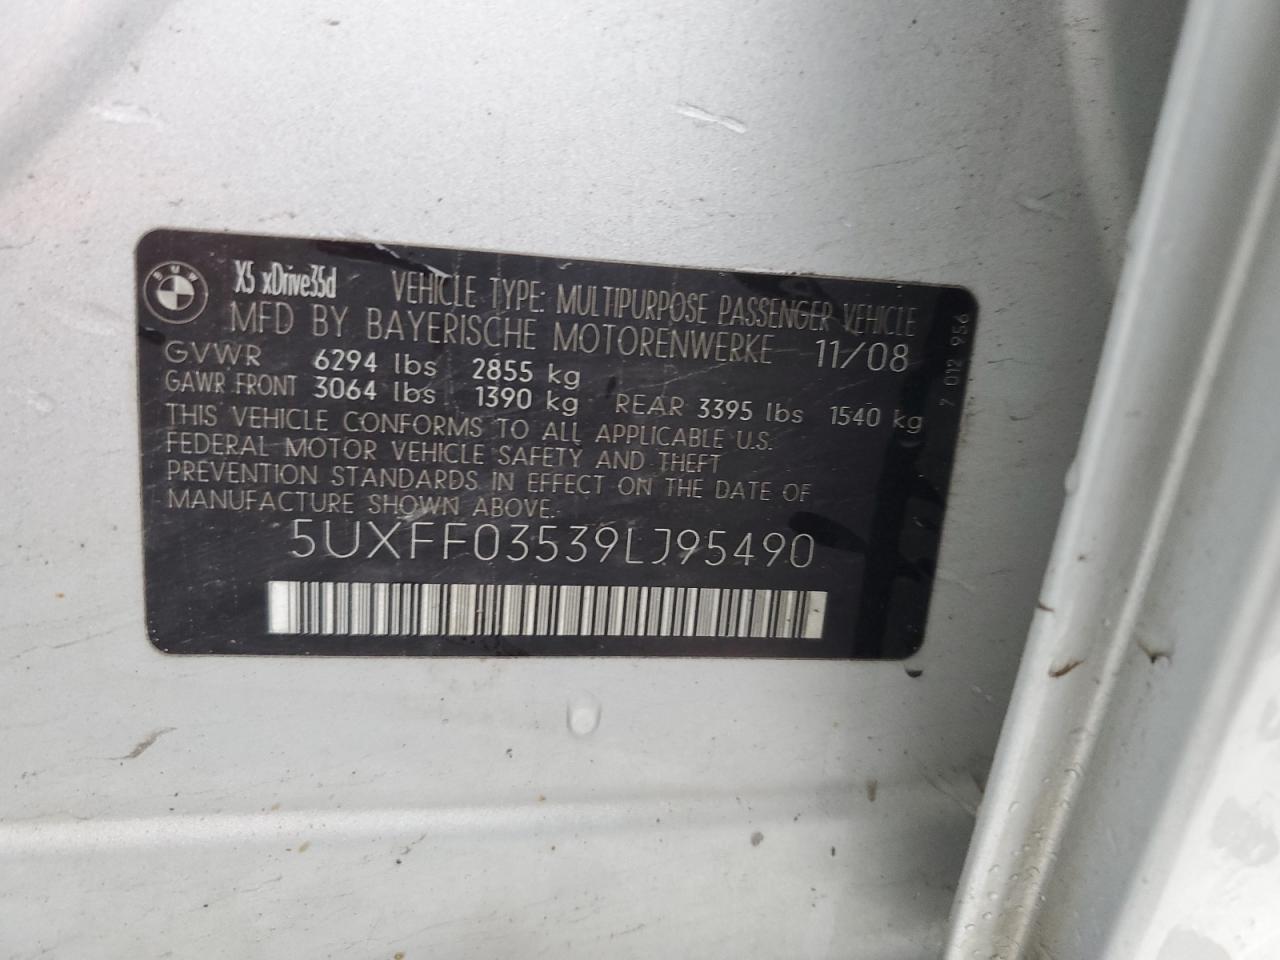 BMW X5 xDrive35d VEHICLE TYPE: MULTIPURPOSE PASSENGER VEHICLE
MFD BY BAYERISCHE MOTORENWERKE 11/08
GVWR 6294 lbs 2855 kg
GAWR FRONT 3064 lbs 1390 kg REAR 3395 lbs 1540 kg
THIS VEHICLE CONFORMS TO ALL APPLICABLE U.S.
FEDERAL MOTOR VEHICLE SAFETY AND THEFT
PREVENTION STANDARDS IN EFFECT ON THE DATE OF
MANUFACTURE SHOWN ABOVE.
5UXFF03539LJ95490
7 012 956